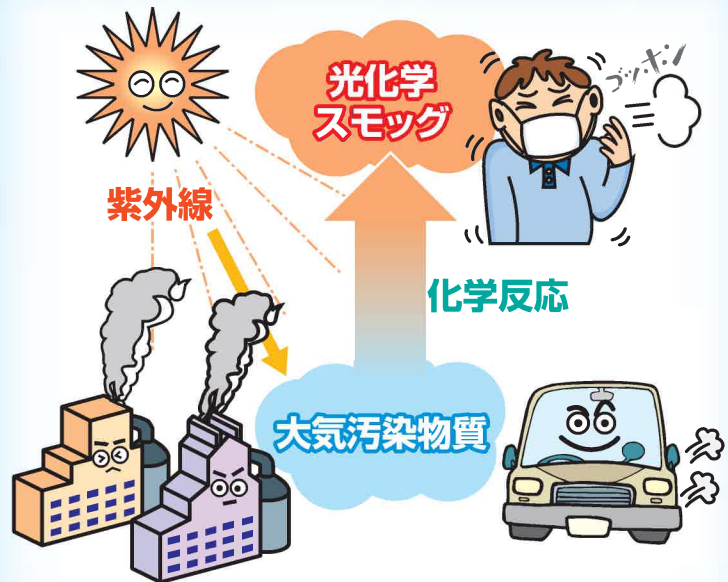 光化学
スモッグ
ゴッホン
紫外線
化学反応
大気汚染物質